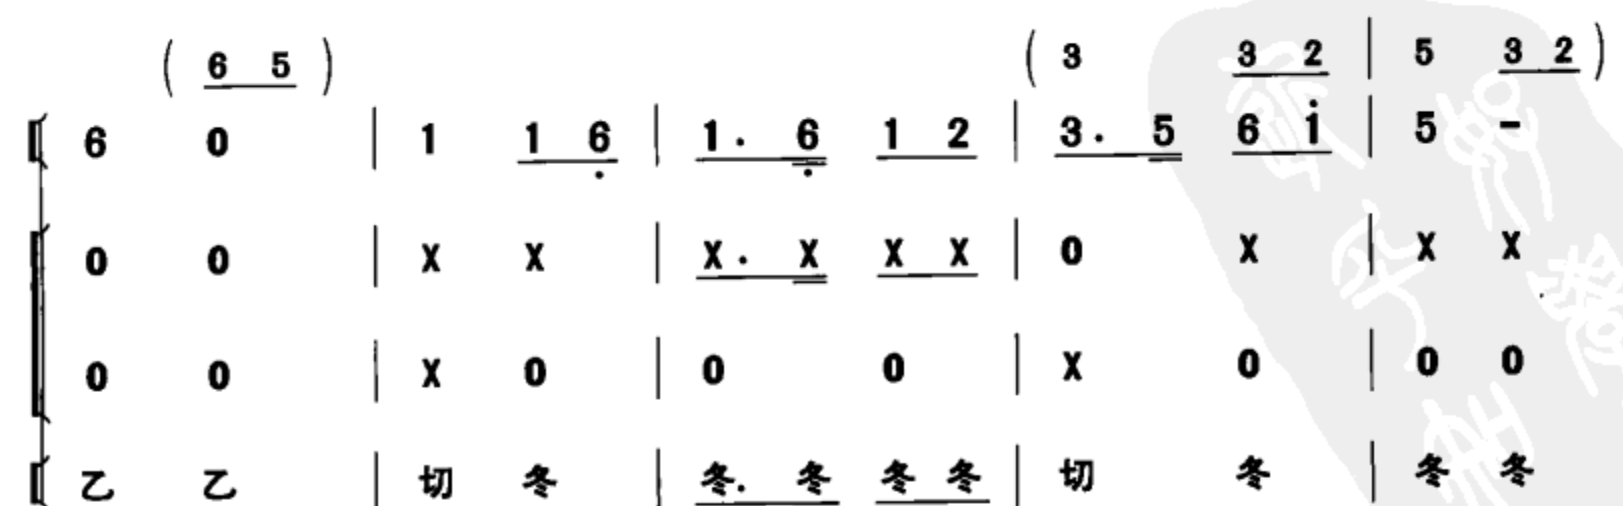 ( 6 5 ) ( 3 3 2 | 5 3 2 )
6 0 | 1 1 6̣ | 1· 6̣ 1 2 | 3· 5 6 1̇ | 5 -
0 0 | X X | X· X X X | 0 X | X X
0 0 | X 0 | 0 0 | X 0 | 0 0
乙 乙 | 切 冬 | 冬. 冬 冬 冬 | 切 冬 | 冬 冬